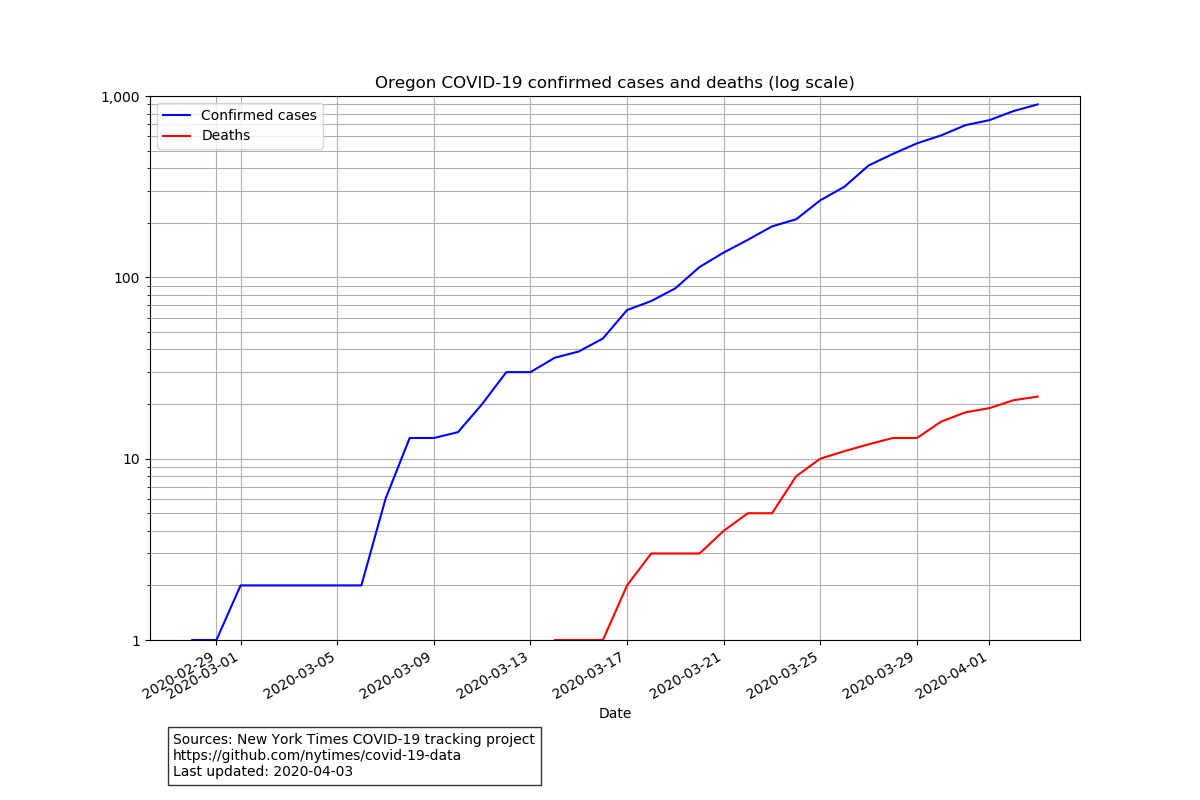 Oregon COVID-19 confirmed cases and deaths (log scale)
1,000
Confirmed cases
Deaths
100
10
1
2020-02-29
2020-03-01
2020-03-05
2020-03-09
2020-03-13
2020-03-17
2020-03-21
2020-03-25
2020-03-29
2020-04-01
Date
Sources: New York Times COVID-19 tracking project
https://github.com/nytimes/covid-19-data
Last updated: 2020-04-03